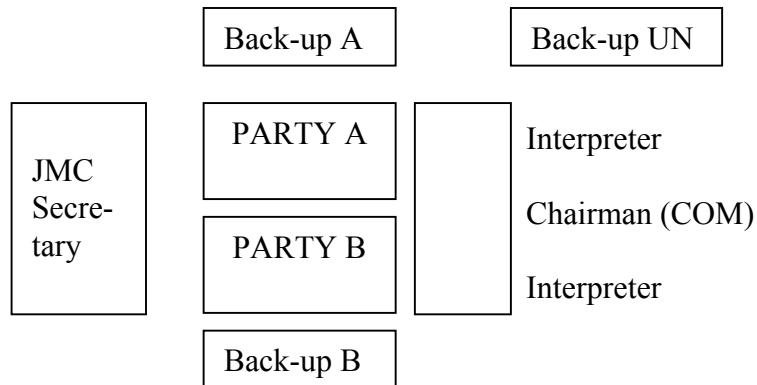 Back-up A
Back-up UN
PARTY A
Interpreter
JMC
Secre-
tary
Chairman (COM)
PARTY B
Interpreter
Back-up B